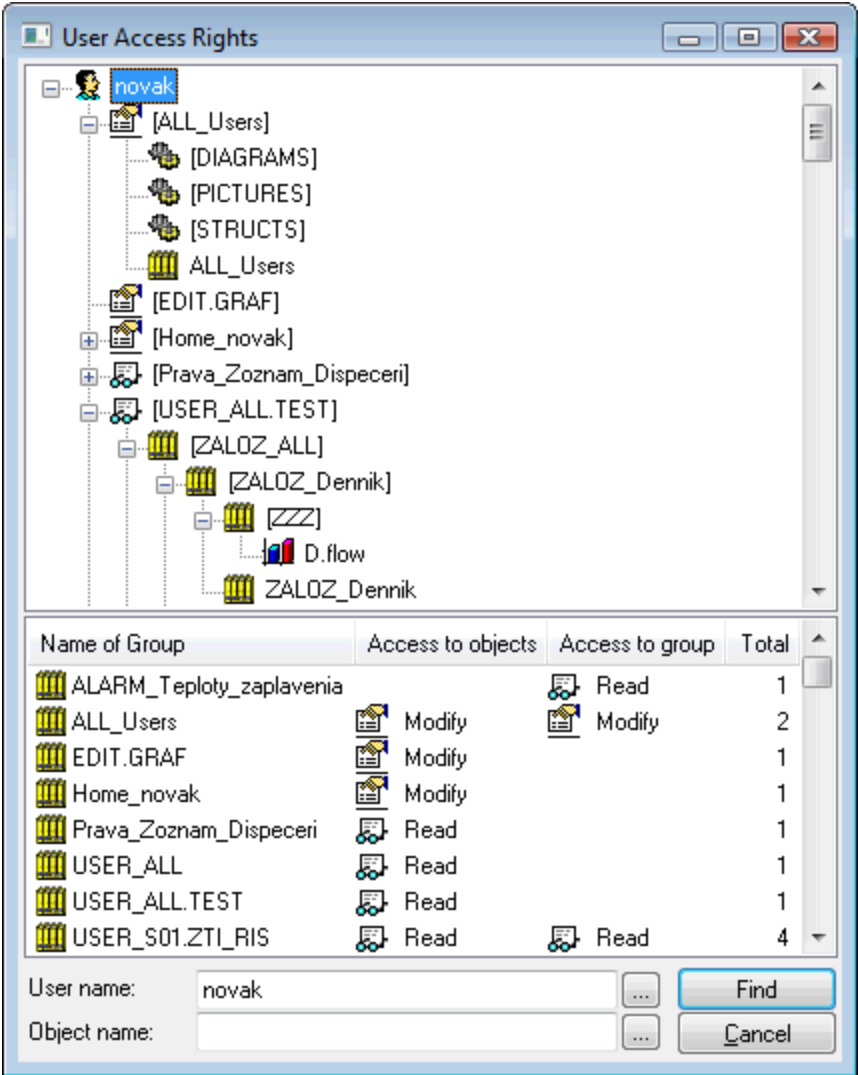 User Access Rights
novak
[ALL_Users]
[DIAGRAMS]
[PICTURES]
[STRUCTS]
ALL_Users
[EDIT.GRAF]
[Home_novak]
[Prava_Zoznam_Dispeceri]
[USER_ALL.TEST]
[ZALOZ_ALL]
[ZALOZ_Dennik]
[ZZZ]
D.flow
ZALOZ_Dennik
Name of Group Access to objects Access to group Total
ALARM_Teploty_zaplavenia Read 1
ALL_Users Modify Modify 2
EDIT.GRAF Modify 1
Home_novak Modify 1
Prava_Zoznam_Dispeceri Read 1
USER_ALL Read 1
USER_ALL.TEST Read 1
USER_S01.ZTI_RIS Read Read 4
User name: novak ... Find
Object name: ... Cancel